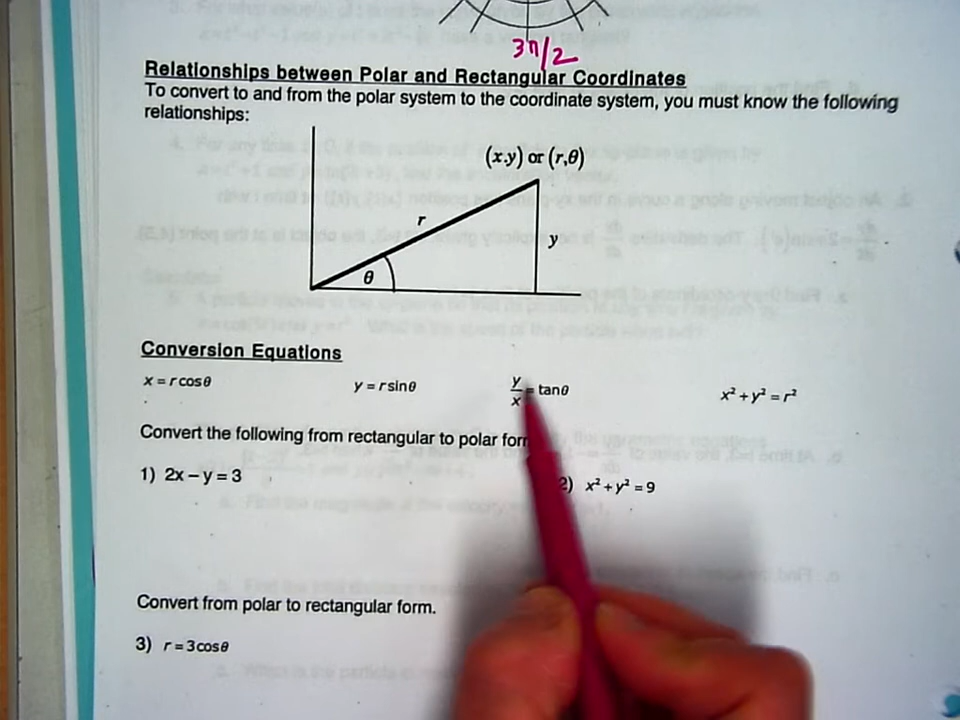 3π/2
Relationships between Polar and Rectangular Coordinates
To convert to and from the polar system to the coordinate system, you must know the following
relationships:
(x.y) or (r,θ)
r
y
θ
Conversion Equations
x = r cosθ y = r sinθ y/x = tanθ x² + y² = r²
Convert the following from rectangular to polar
1) 2x – y = 3 2) x² + y² = 9
Convert from polar to rectangular form.
3) r = 3cosθ